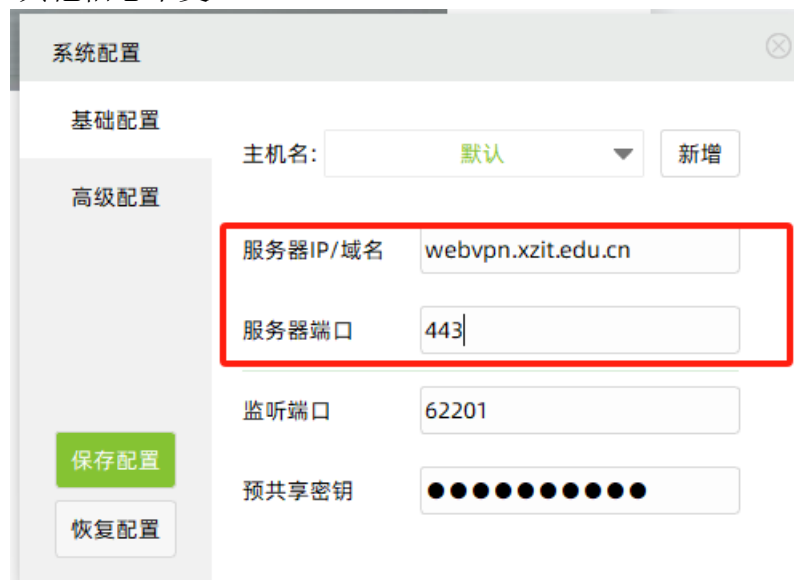 系统配置
基础配置
主机名: 默认 新增
高级配置
服务器IP/域名 webvpn.xzit.edu.cn
服务器端口 443
监听端口 62201
保存配置
预共享密钥 ●●●●●●●●●●
恢复配置